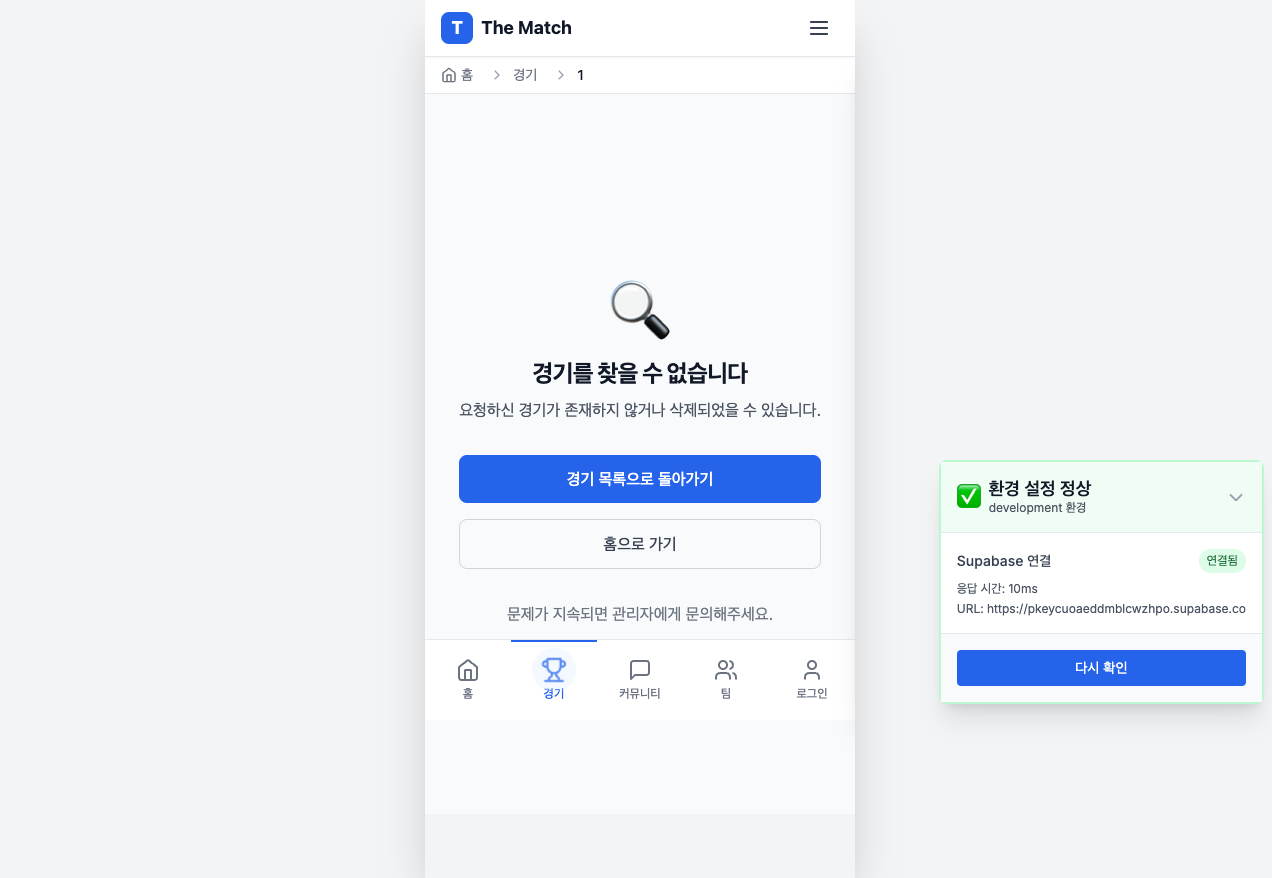 T The Match
홈 경기 1
경기를 찾을 수 없습니다
요청하신 경기가 존재하지 않거나 삭제되었을 수 있습니다.
경기 목록으로 돌아가기
홈으로 가기
문제가 지속되면 관리자에게 문의해주세요.
홈 경기 커뮤니티 팀 로그인
환경 설정 정상
development 환경
Supabase 연결 연결됨
응답 시간: 10ms
URL: https://pkeycuoaeddmblcwzhpo.supabase.co
다시 확인